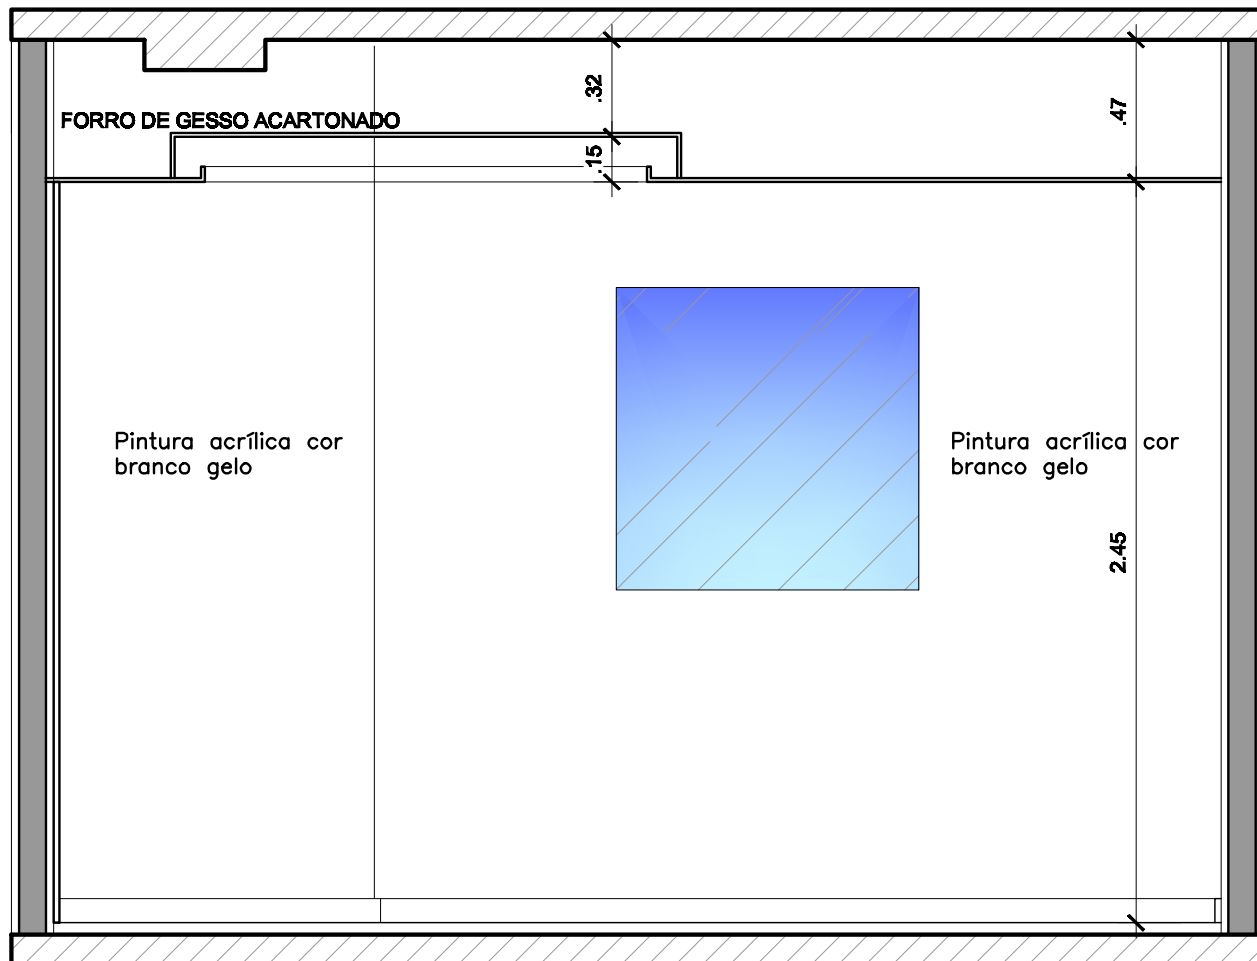 .32
.47
FORRO DE GESSO ACARTONADO
.15
Pintura acrílica cor
branco gelo
Pintura acrílica cor
branco gelo
2.45